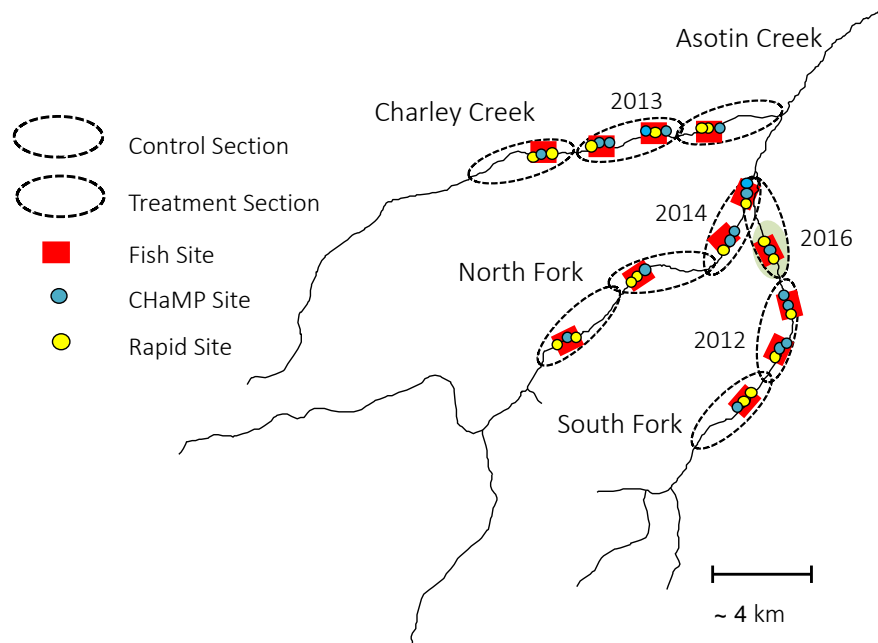 Asotin Creek
Charley Creek
2013
Control Section
Treatment Section
Fish Site
CHaMP Site
Rapid Site
2014
2016
North Fork
2012
South Fork
~ 4 km